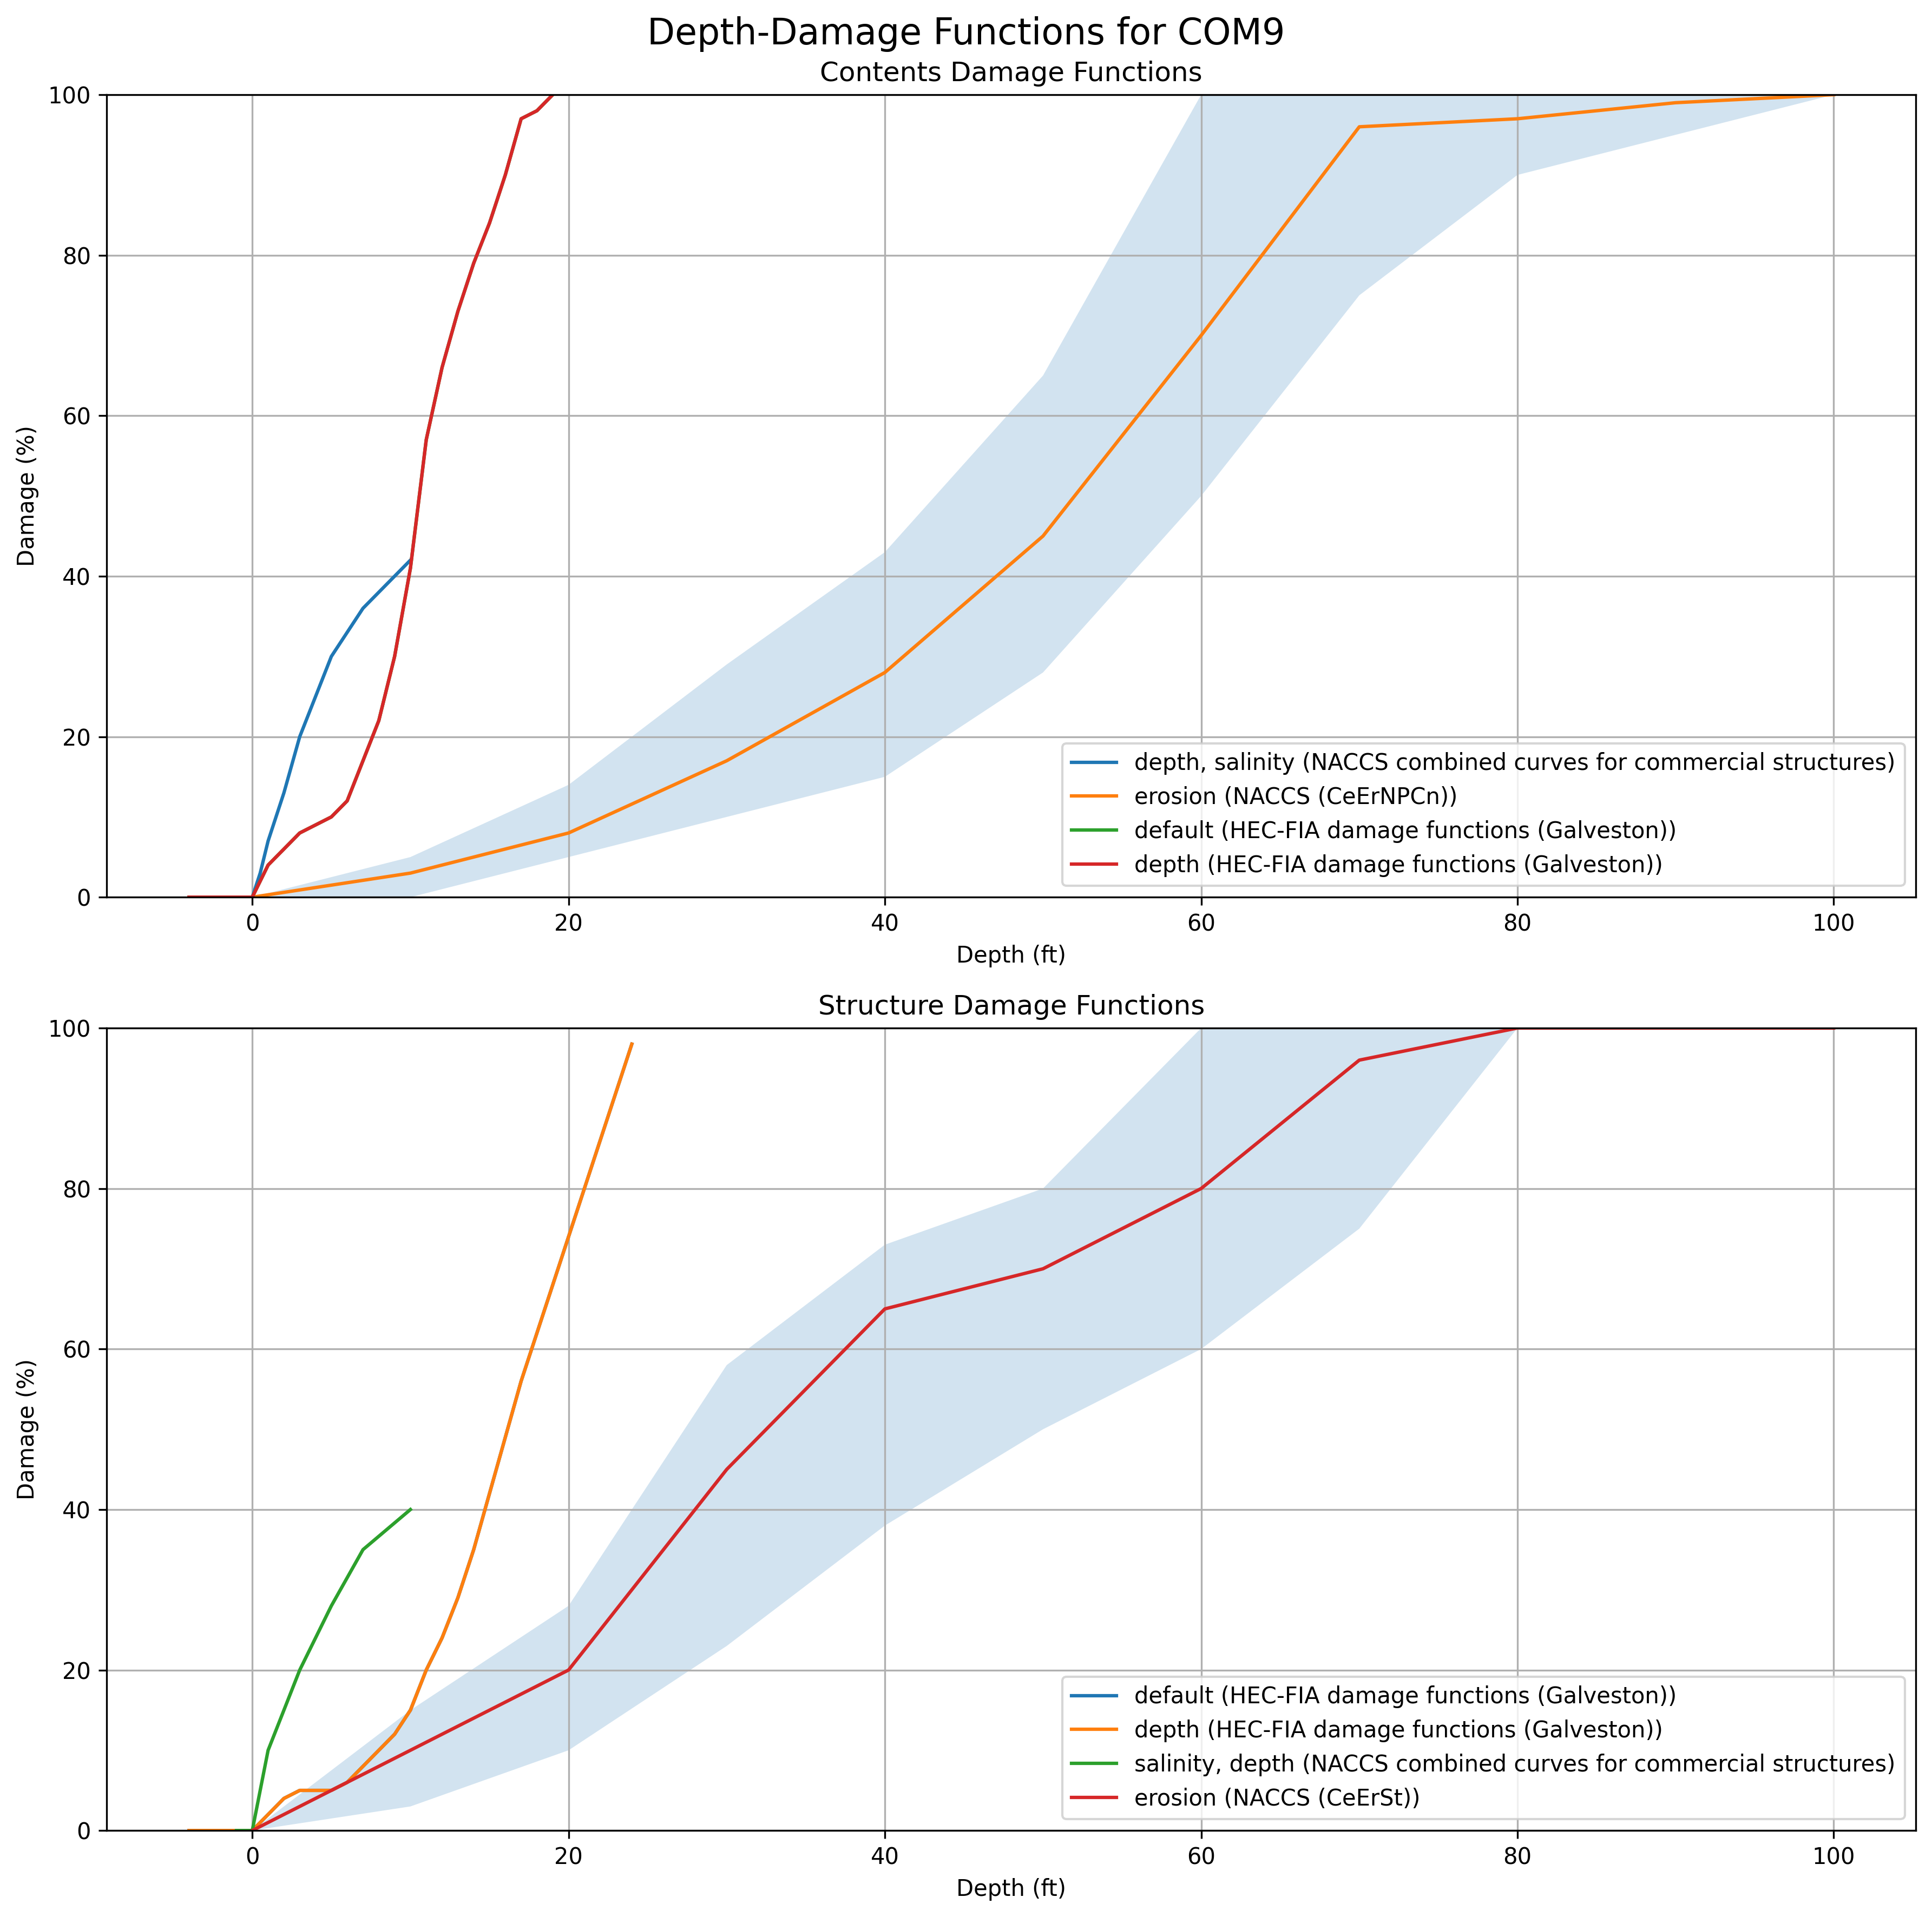 Depth-Damage Functions for COM9
Contents Damage Functions
100
80
60
40
20
0
Damage (%)
0 20 40 60 80 100
Depth (ft)
depth, salinity (NACCS combined curves for commercial structures)
erosion (NACCS (CeErNPCn))
default (HEC-FIA damage functions (Galveston))
depth (HEC-FIA damage functions (Galveston))
Structure Damage Functions
100
80
60
40
20
0
Damage (%)
0 20 40 60 80 100
Depth (ft)
default (HEC-FIA damage functions (Galveston))
depth (HEC-FIA damage functions (Galveston))
salinity, depth (NACCS combined curves for commercial structures)
erosion (NACCS (CeErSt))